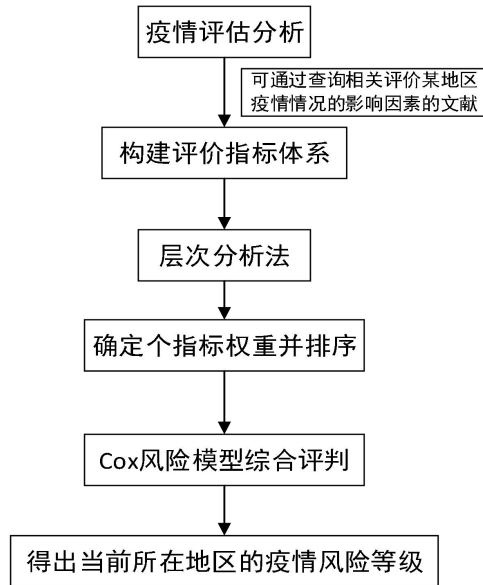 疫情评估分析
可通过查询相关评价某地区
疫情情况的影响因素的文献
构建评价指标体系
层次分析法
确定个指标权重并排序
Cox风险模型综合评判
得出当前所在地区的疫情风险等级